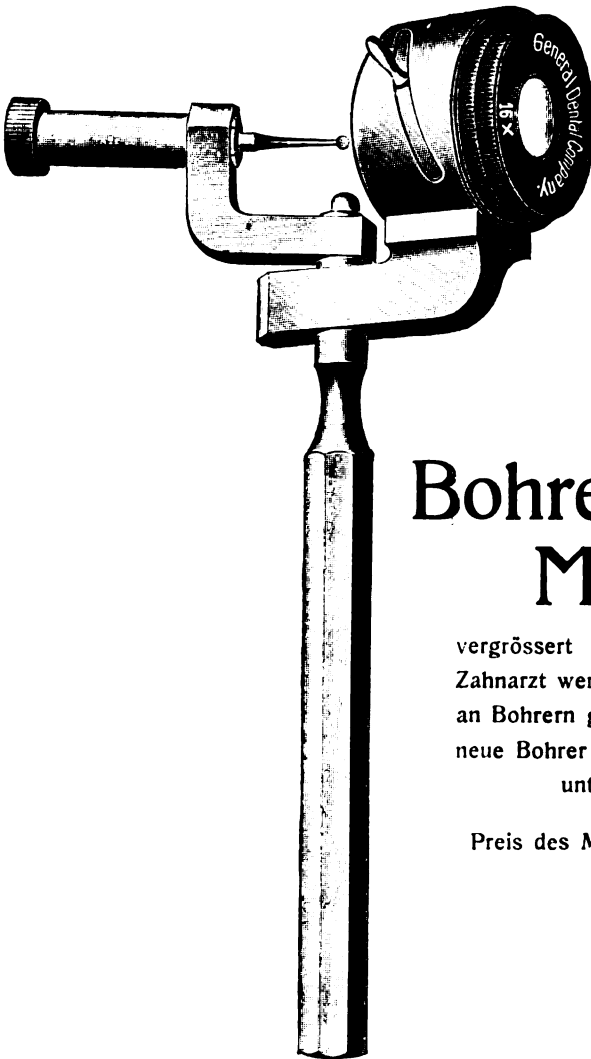 General Dental Company.
16 x
Bohre
M
vergrössert
Zahnarzt wer
an Bohrern g
neue Bohrer
unt
Preis des M